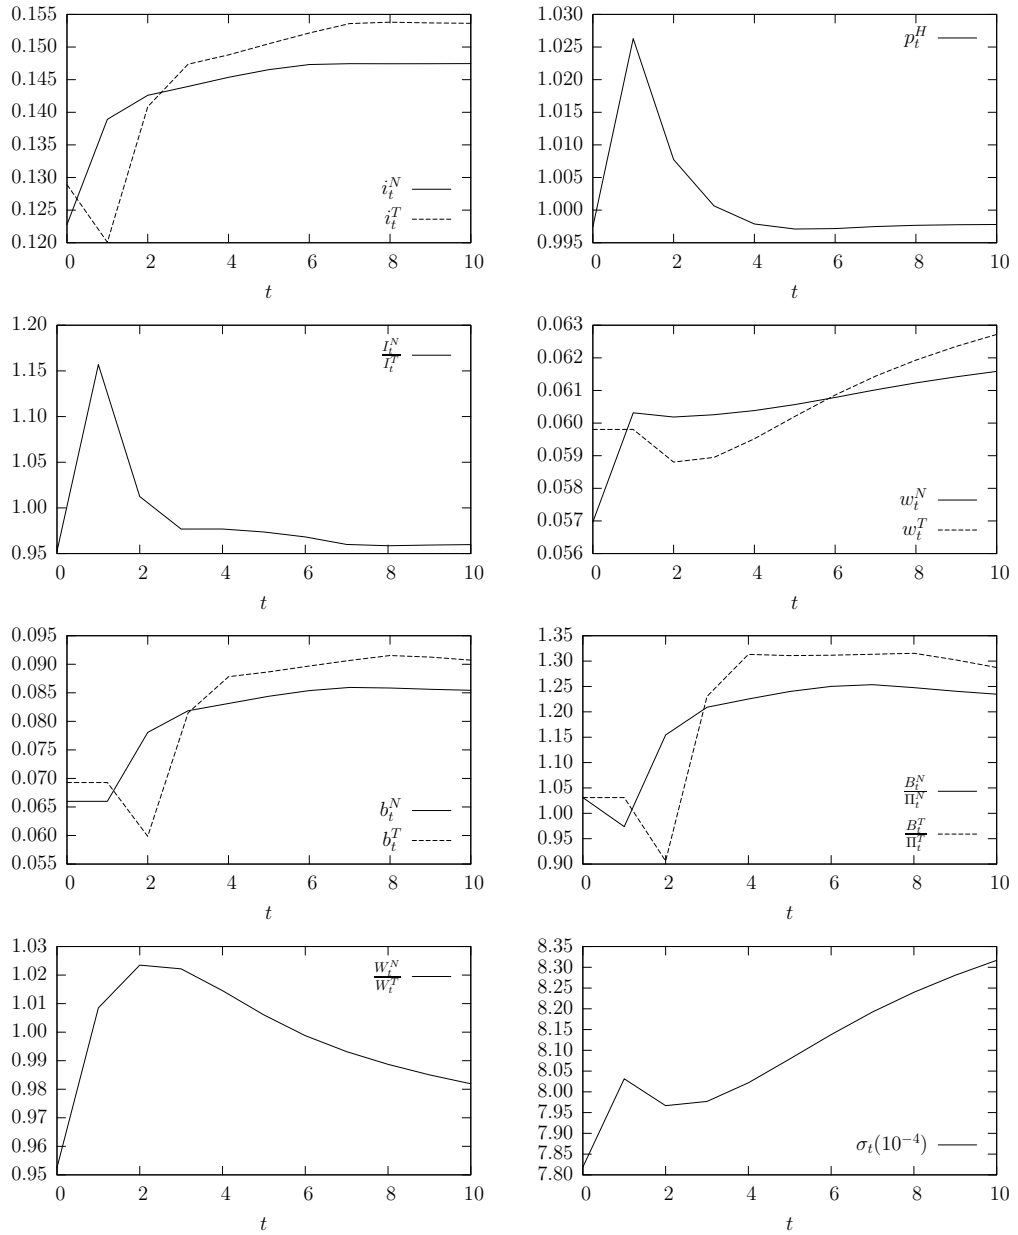 0.155
0.150
0.145
0.140
0.135
0.130
0.125
0.120
0 2 4 6 8 10
t
i_t^N
i_t^T
1.030
1.025
1.020
1.015
1.010
1.005
1.000
0.995
0 2 4 6 8 10
t
p_t^H
1.20
1.15
1.10
1.05
1.00
0.95
0 2 4 6 8 10
t
I_t^N / I_t^T
0.063
0.062
0.061
0.060
0.059
0.058
0.057
0.056
0 2 4 6 8 10
t
w_t^N
w_t^T
0.095
0.090
0.085
0.080
0.075
0.070
0.065
0.060
0.055
0 2 4 6 8 10
t
b_t^N
b_t^T
1.35
1.30
1.25
1.20
1.15
1.10
1.05
1.00
0.95
0.90
0 2 4 6 8 10
t
B_t^N / Π_t^N
B_t^T / Π_t^T
1.03
1.02
1.01
1.00
0.99
0.98
0.97
0.96
0.95
0 2 4 6 8 10
t
W_t^N / W_t^T
8.35
8.30
8.25
8.20
8.15
8.10
8.05
8.00
7.95
7.90
7.85
7.80
0 2 4 6 8 10
t
σ_t(10^{-4})